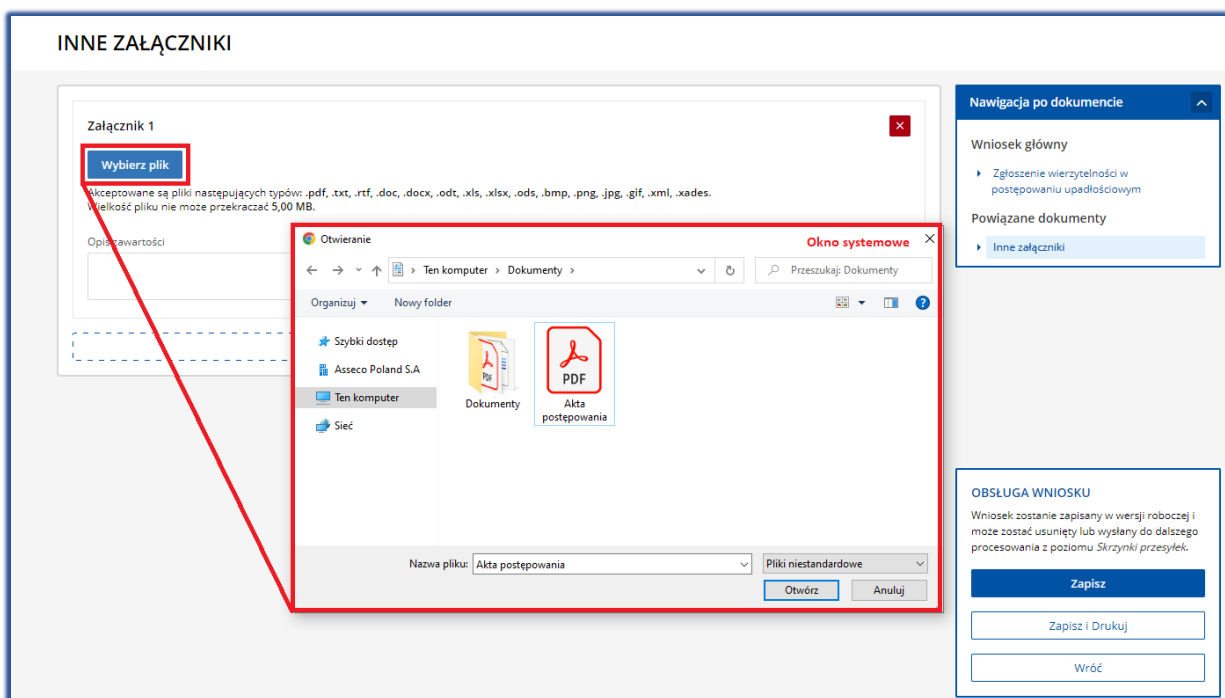 INNE ZAŁĄCZNIKI
Załącznik 1
Wybierz plik
Akceptowane są pliki następujących typów: .pdf, .txt, .rtf, .doc, .docx, .odt, .xls, .xlsx, .ods, .bmp, .png, .jpg, .gif, .xml, .xades.
Wielkość pliku nie może przekraczać 5,00 MB.
Opis zawartości
Otwieranie
Okno systemowe
Ten komputer > Dokumenty >
Przeszukaj: Dokumenty
Organizuj
Nowy folder
Szybki dostęp
Asseco Poland S.A
Ten komputer
Sieć
PDF
Dokumenty
PDF
Akta
postępowania
Nazwa pliku: Akta postępowania
Pliki niestandardowe
Otwórz
Anuluj
Nawigacja po dokumencie
Wniosek główny
Zgłoszenie wierzytelności w
postępowaniu upadłościowym
Powiązane dokumenty
Inne załączniki
OBSŁUGA WNIOSKU
Wniosek zostanie zapisany w wersji roboczej i
może zostać usunięty lub wysłany do dalszego
procesowania z poziomu Skrzynki przesyłek.
Zapisz
Zapisz i Drukuj
Wróć